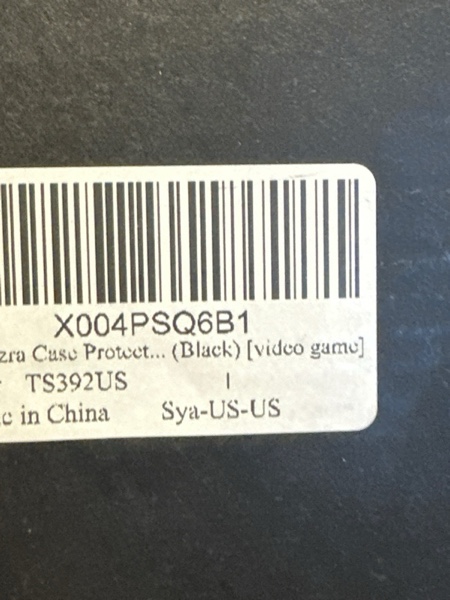 X004PSQ6B1
zra Case Protect... (Black) [video game]
TS392US I
e in China Sya-US-US